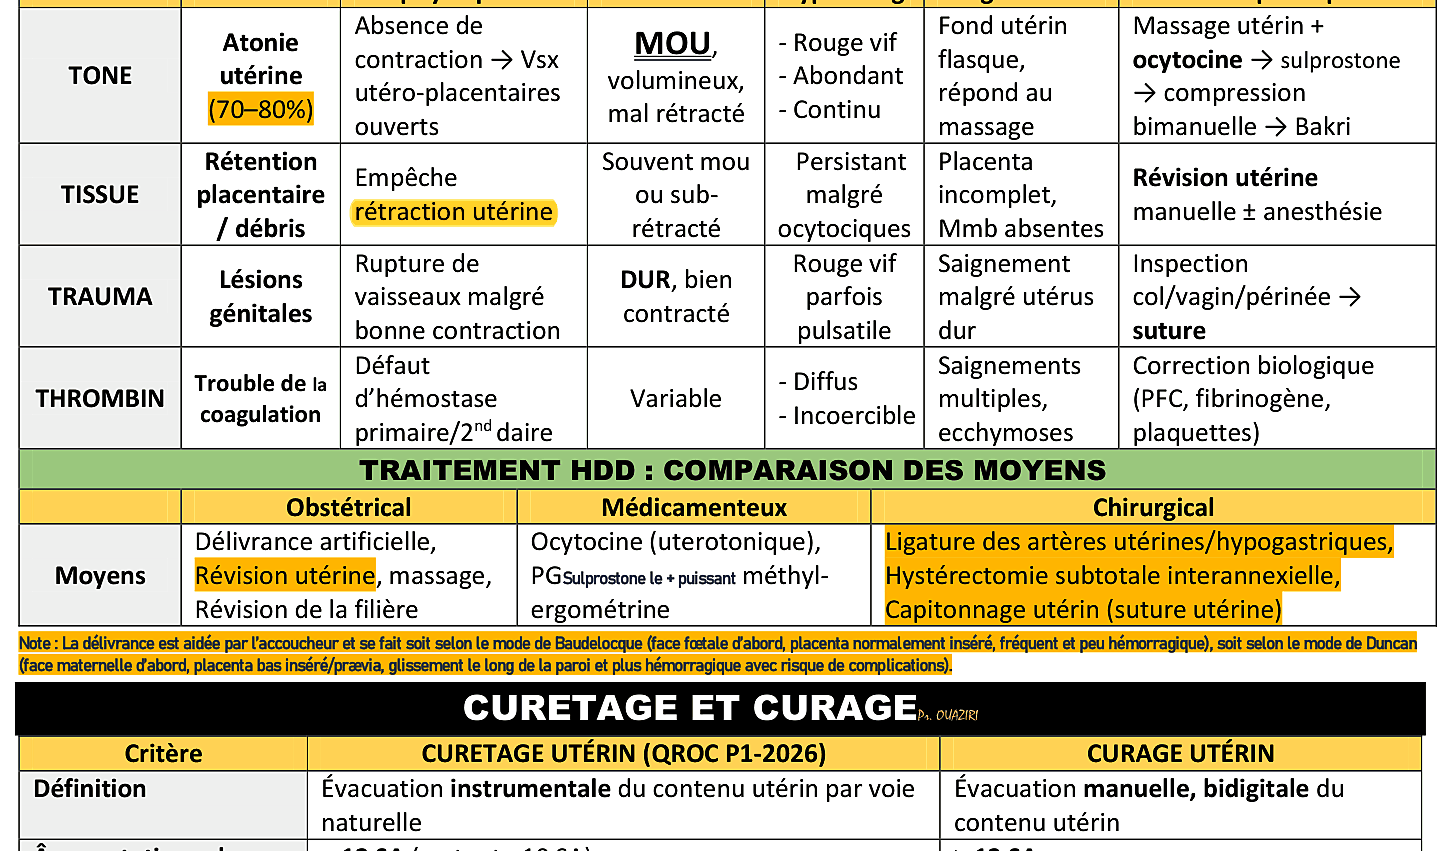 TONE
Atonie
utérine
(70–80%)
Absence de
contraction → Vsx
utéro-placentaires
ouverts
MOU,
volumineux,
mal rétracté
- Rouge vif
- Abondant
- Continu
Fond utérin
flasque,
répond au
massage
Massage utérin +
ocytocine → sulprostone
→ compression
bimanuelle → Bakri
TISSUE
Rétention
placentaire
/ débris
Empêche
rétraction utérine
Souvent mou
ou sub-
rétracté
Persistant
malgré
ocytociques
Placenta
incomplet,
Mmb absentes
Révision utérine
manuelle ± anesthésie
TRAUMA
Lésions
génitales
Rupture de
vaisseaux malgré
bonne contraction
DUR, bien
contracté
Rouge vif
parfois
pulsatile
Saignement
malgré utérus
dur
Inspection
col/vagin/périnée →
suture
THROMBIN
Trouble de la
coagulation
Défaut
d’hémostase
primaire/2nd daire
Variable
- Diffus
- Incoercible
Saignements
multiples,
ecchymoses
Correction biologique
(PFC, fibrinogène,
plaquettes)
TRAITEMENT HDD : COMPARAISON DES MOYENS
Obstétrical
Médicamenteux
Chirurgical
Moyens
Délivrance artificielle,
Révision utérine, massage,
Révision de la filière
Ocytocine (uterotonique),
PGSulprostone le + puissant méthyl-
ergométrine
Ligature des artères utérines/hypogastriques,
Hystérectomie subtotale interannexielle,
Capitonnage utérin (suture utérine)
Note : La délivrance est aidée par l’accoucheur et se fait soit selon le mode de Baudelocque (face fœtale d’abord, placenta normalement inséré, fréquent et peu hémorragique), soit selon le mode de Duncan
(face maternelle d’abord, placenta bas inséré/prævia, glissement le long de la paroi et plus hémorragique avec risque de complications).
CURETAGE ET CURAGE Pr. OUAZIRI
Critère
CURETAGE UTÉRIN (QROC P1-2026)
CURAGE UTÉRIN
Définition
Évacuation instrumentale du contenu utérin par voie
naturelle
Évacuation manuelle, bidigitale du
contenu utérin